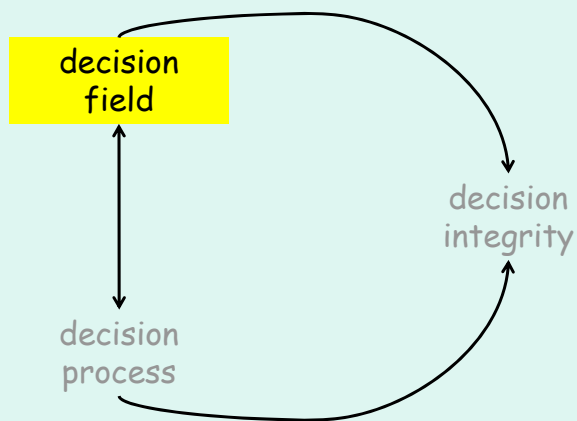 decision
field
decision
integrity
decision
process